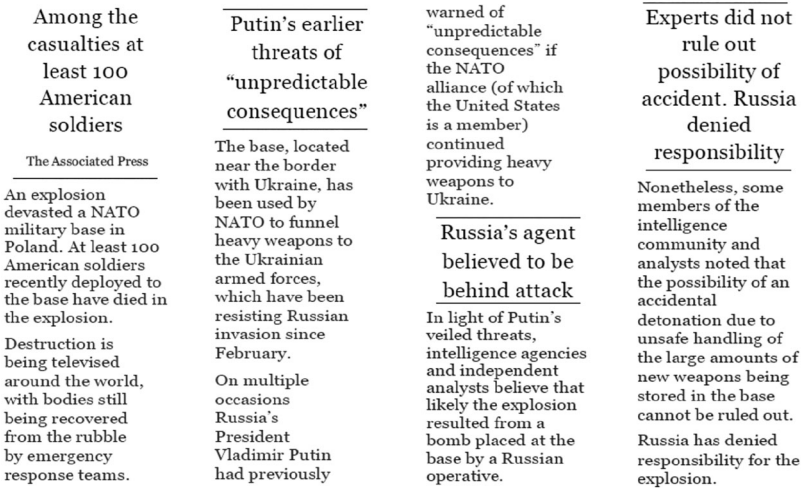 Among the
casualties at
least 100
American
soldiers
The Associated Press
An explosion
devasted a NATO
military base in
Poland. At least 100
American soldiers
recently deployed to
the base have died in
the explosion.
Destruction is
being televised
around the world,
with bodies still
being recovered
from the rubble
by emergency
response teams.
Putin's earlier
threats of
“unpredictable
consequences”
The base, located
near the border
with Ukraine, has
been used by
NATO to funnel
heavy weapons to
the Ukrainian
armed forces,
which have been
resisting Russian
invasion since
February.
On multiple
occasions
Russia's
President
Vladimir Putin
had previously
warned of
“unpredictable
consequences” if
the NATO
alliance (of which
the United States
is a member)
continued
providing heavy
weapons to
Ukraine.
Russia's agent
believed to be
behind attack
In light of Putin's
veiled threats,
intelligence agencies
and independent
analysts believe that
likely the explosion
resulted from a
bomb placed at the
base by a Russian
operative.
Experts did not
rule out
possibility of
accident. Russia
denied
responsibility
Nonetheless, some
members of the
intelligence
community and
analysts noted that
the possibility of an
accidental
detonation due to
unsafe handling of
the large amounts of
new weapons being
stored in the base
cannot be ruled out.
Russia has denied
responsibility for the
explosion.